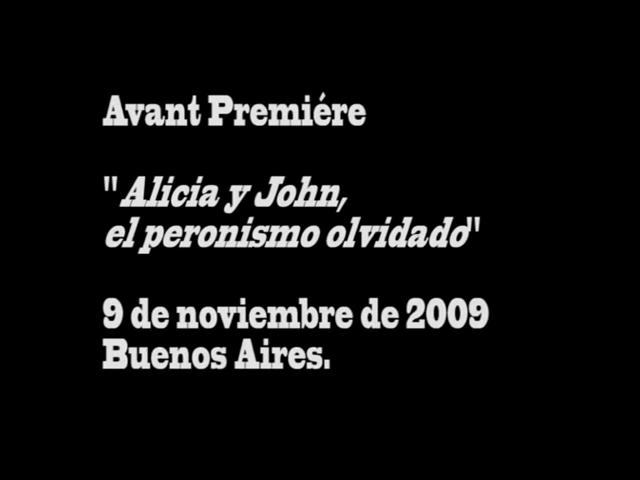 Avant Premiére
"Alicia y John,
el peronismo olvidado"
9 de noviembre de 2009
Buenos Aires.